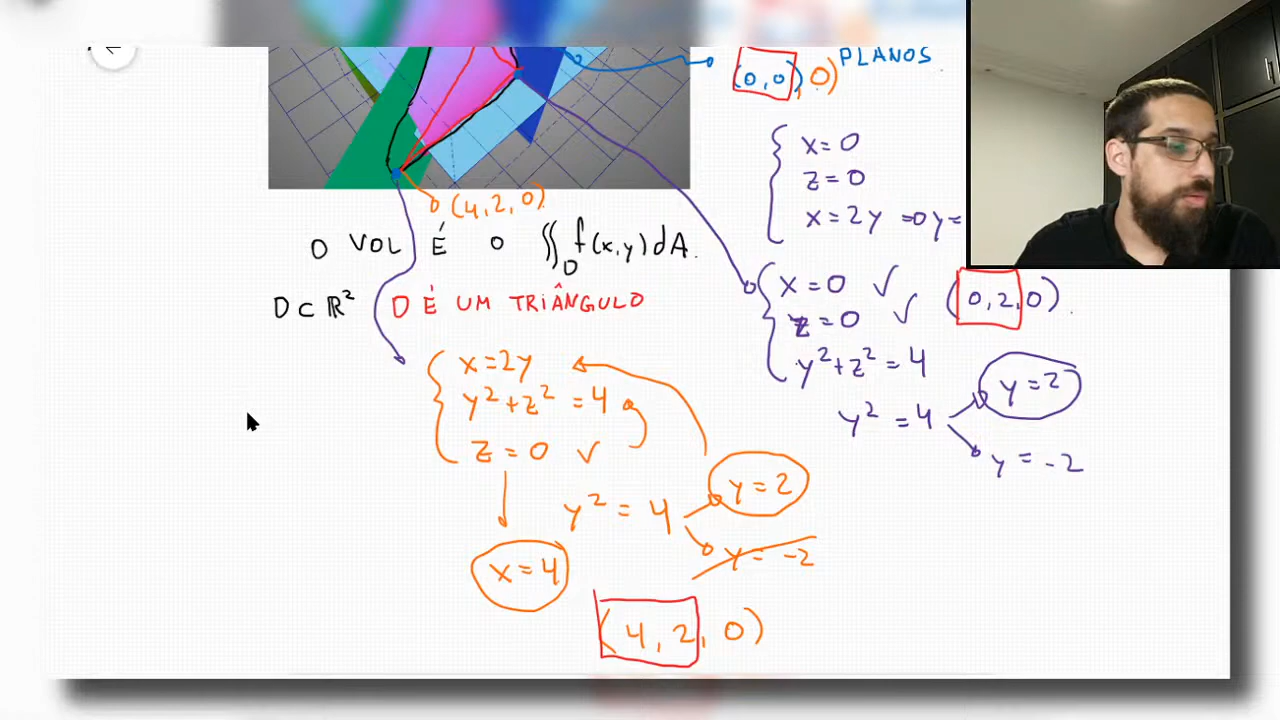 PLANOS
(0,0),0)
x=0
z=0
x=2y ⇒ y=
(4,2,0)
O VOL É O ∬_D f(x,y)dA.
D⊂ℝ² D É UM TRIÂNGULO
x=0 ✓ (0,2,0).
z=0 ✓
y²+z²=4
y²=4 y=2
y=-2
x=2y
y²+z²=4
z=0 ✓
y²=4 y=2
y=-2
x=4
(4,2,0)